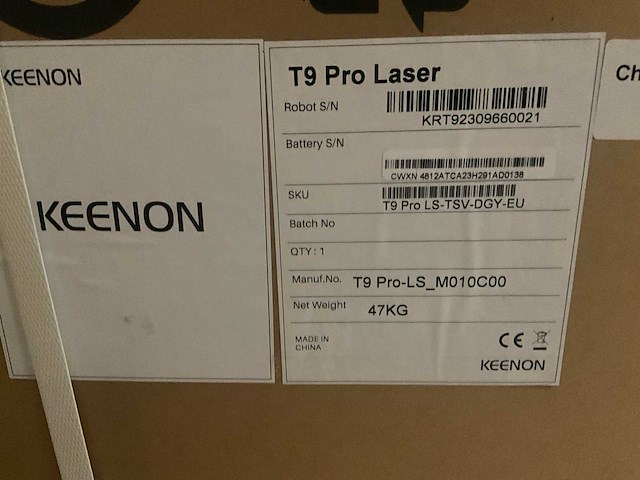 KEENON
KEENON
T9 Pro Laser
Robot S/N
KRT92309660021
Battery S/N
CWXN 4812ATCA23H291AD0138
SKU
T9 Pro LS-TSV-DGY-EU
Batch No
QTY: 1
Manuf.No. T9 Pro-LS_M010C00
Net Weight 47KG
MADE IN
CHINA
CE
KEENON
Ch